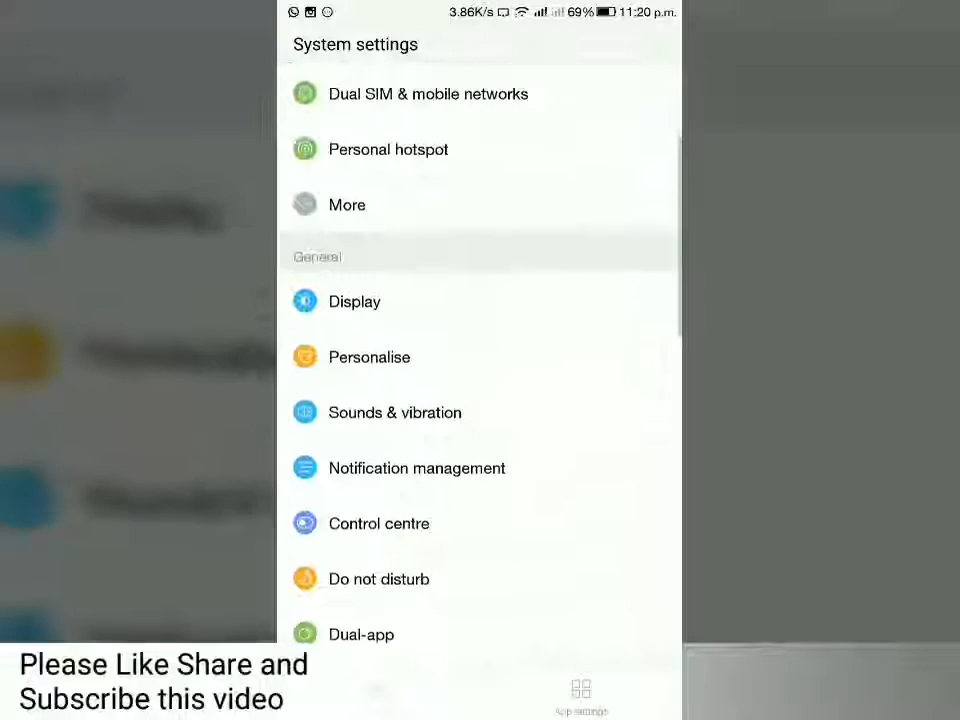 3.86K/s 69% 11:20 p.m.
System settings
Dual SIM & mobile networks
Personal hotspot
More
General
Display
Personalise
Sounds & vibration
Notification management
Control centre
Do not disturb
Dual-app
Please Like Share and
Subscribe this video
App settings